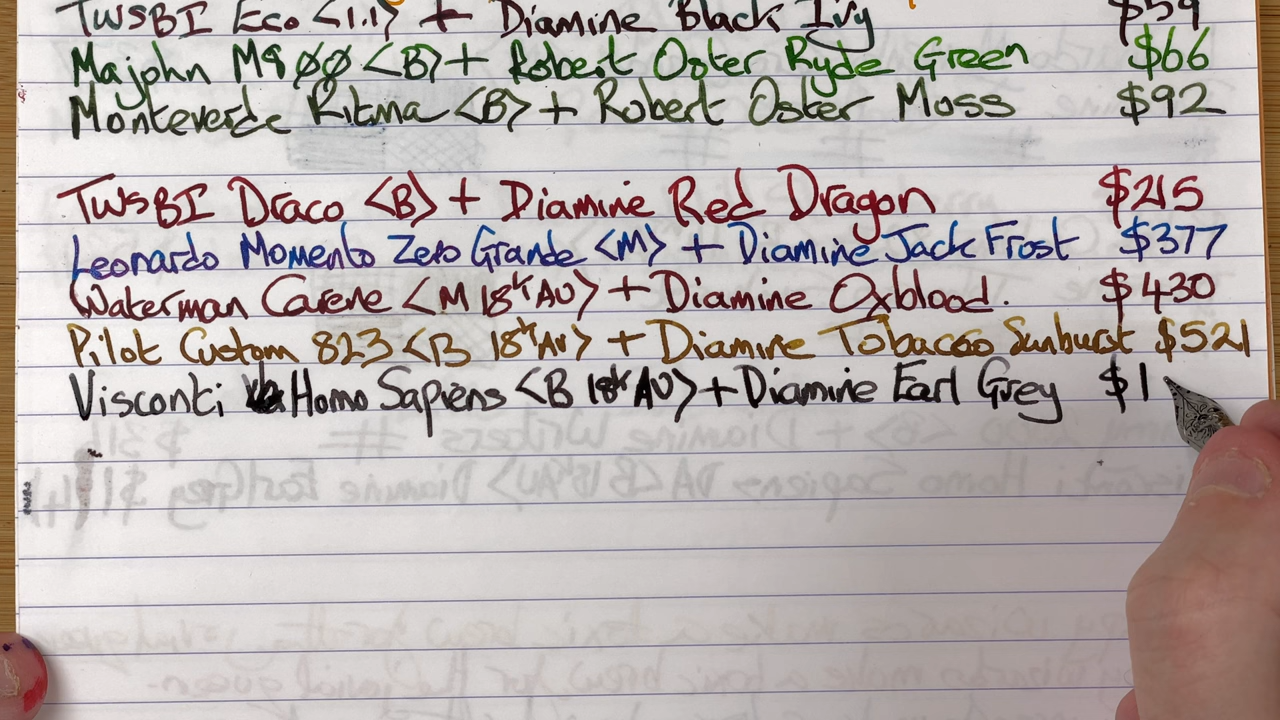 TWSBI Eco <1.1> + Diamine Black Ivy $59
Majohn M800 <B> + Robert Oster Ryde Green $66
Monteverde Ritma <B> + Robert Oster Moss $92
TWSBI Draco <B> + Diamine Red Dragon $215
Leonardo Momento Zero Grande <M> + Diamine Jack Frost $377
Waterman Carene <M 18k AU> + Diamine Oxblood. $430
Pilot Custom 823 <B 18k AU> + Diamine Tobacco Sunburst $521
Visconti Homo Sapiens <B 18k AU> + Diamine Earl Grey $1